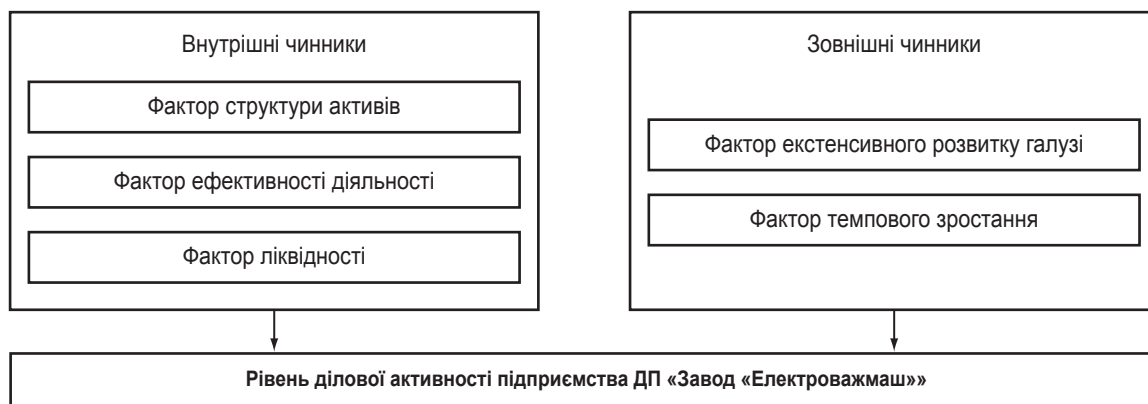 Внутрішні чинники
Фактор структури активів
Фактор ефективності діяльності
Фактор ліквідності
Зовнішні чинники
Фактор екстенсивного розвитку галузі
Фактор темпового зростання
Рівень ділової активності підприємства ДП «Завод «Електроважмаш»»